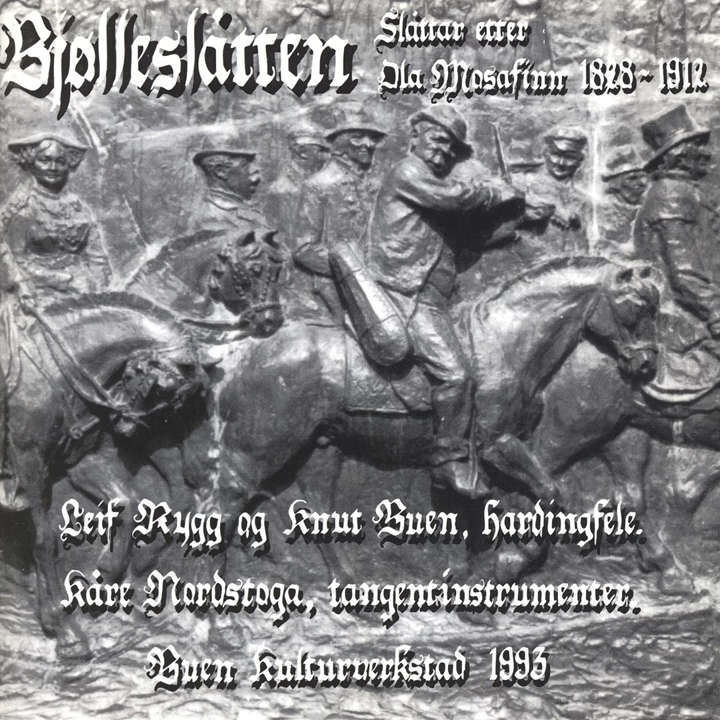 Bjølleslåtten
Slåttar etter
Ola Mosafinn 1828-1912
Leif Rygg og Knut Buen, hardingfele.
Kåre Nordstoga, tangentinstrumenter.
Buen Kulturverkstad 1993